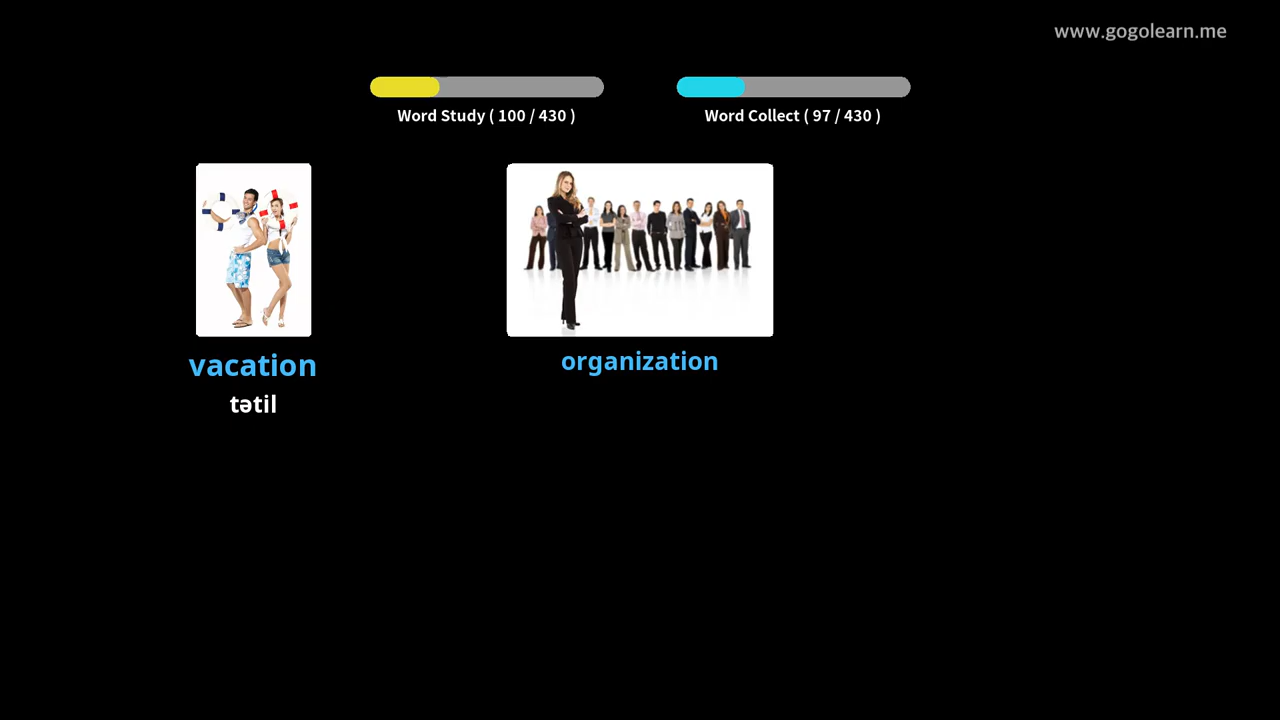 www.gogolearn.me
Word Study ( 100 / 430 )
Word Collect ( 97 / 430 )
vacation
organization
tətil